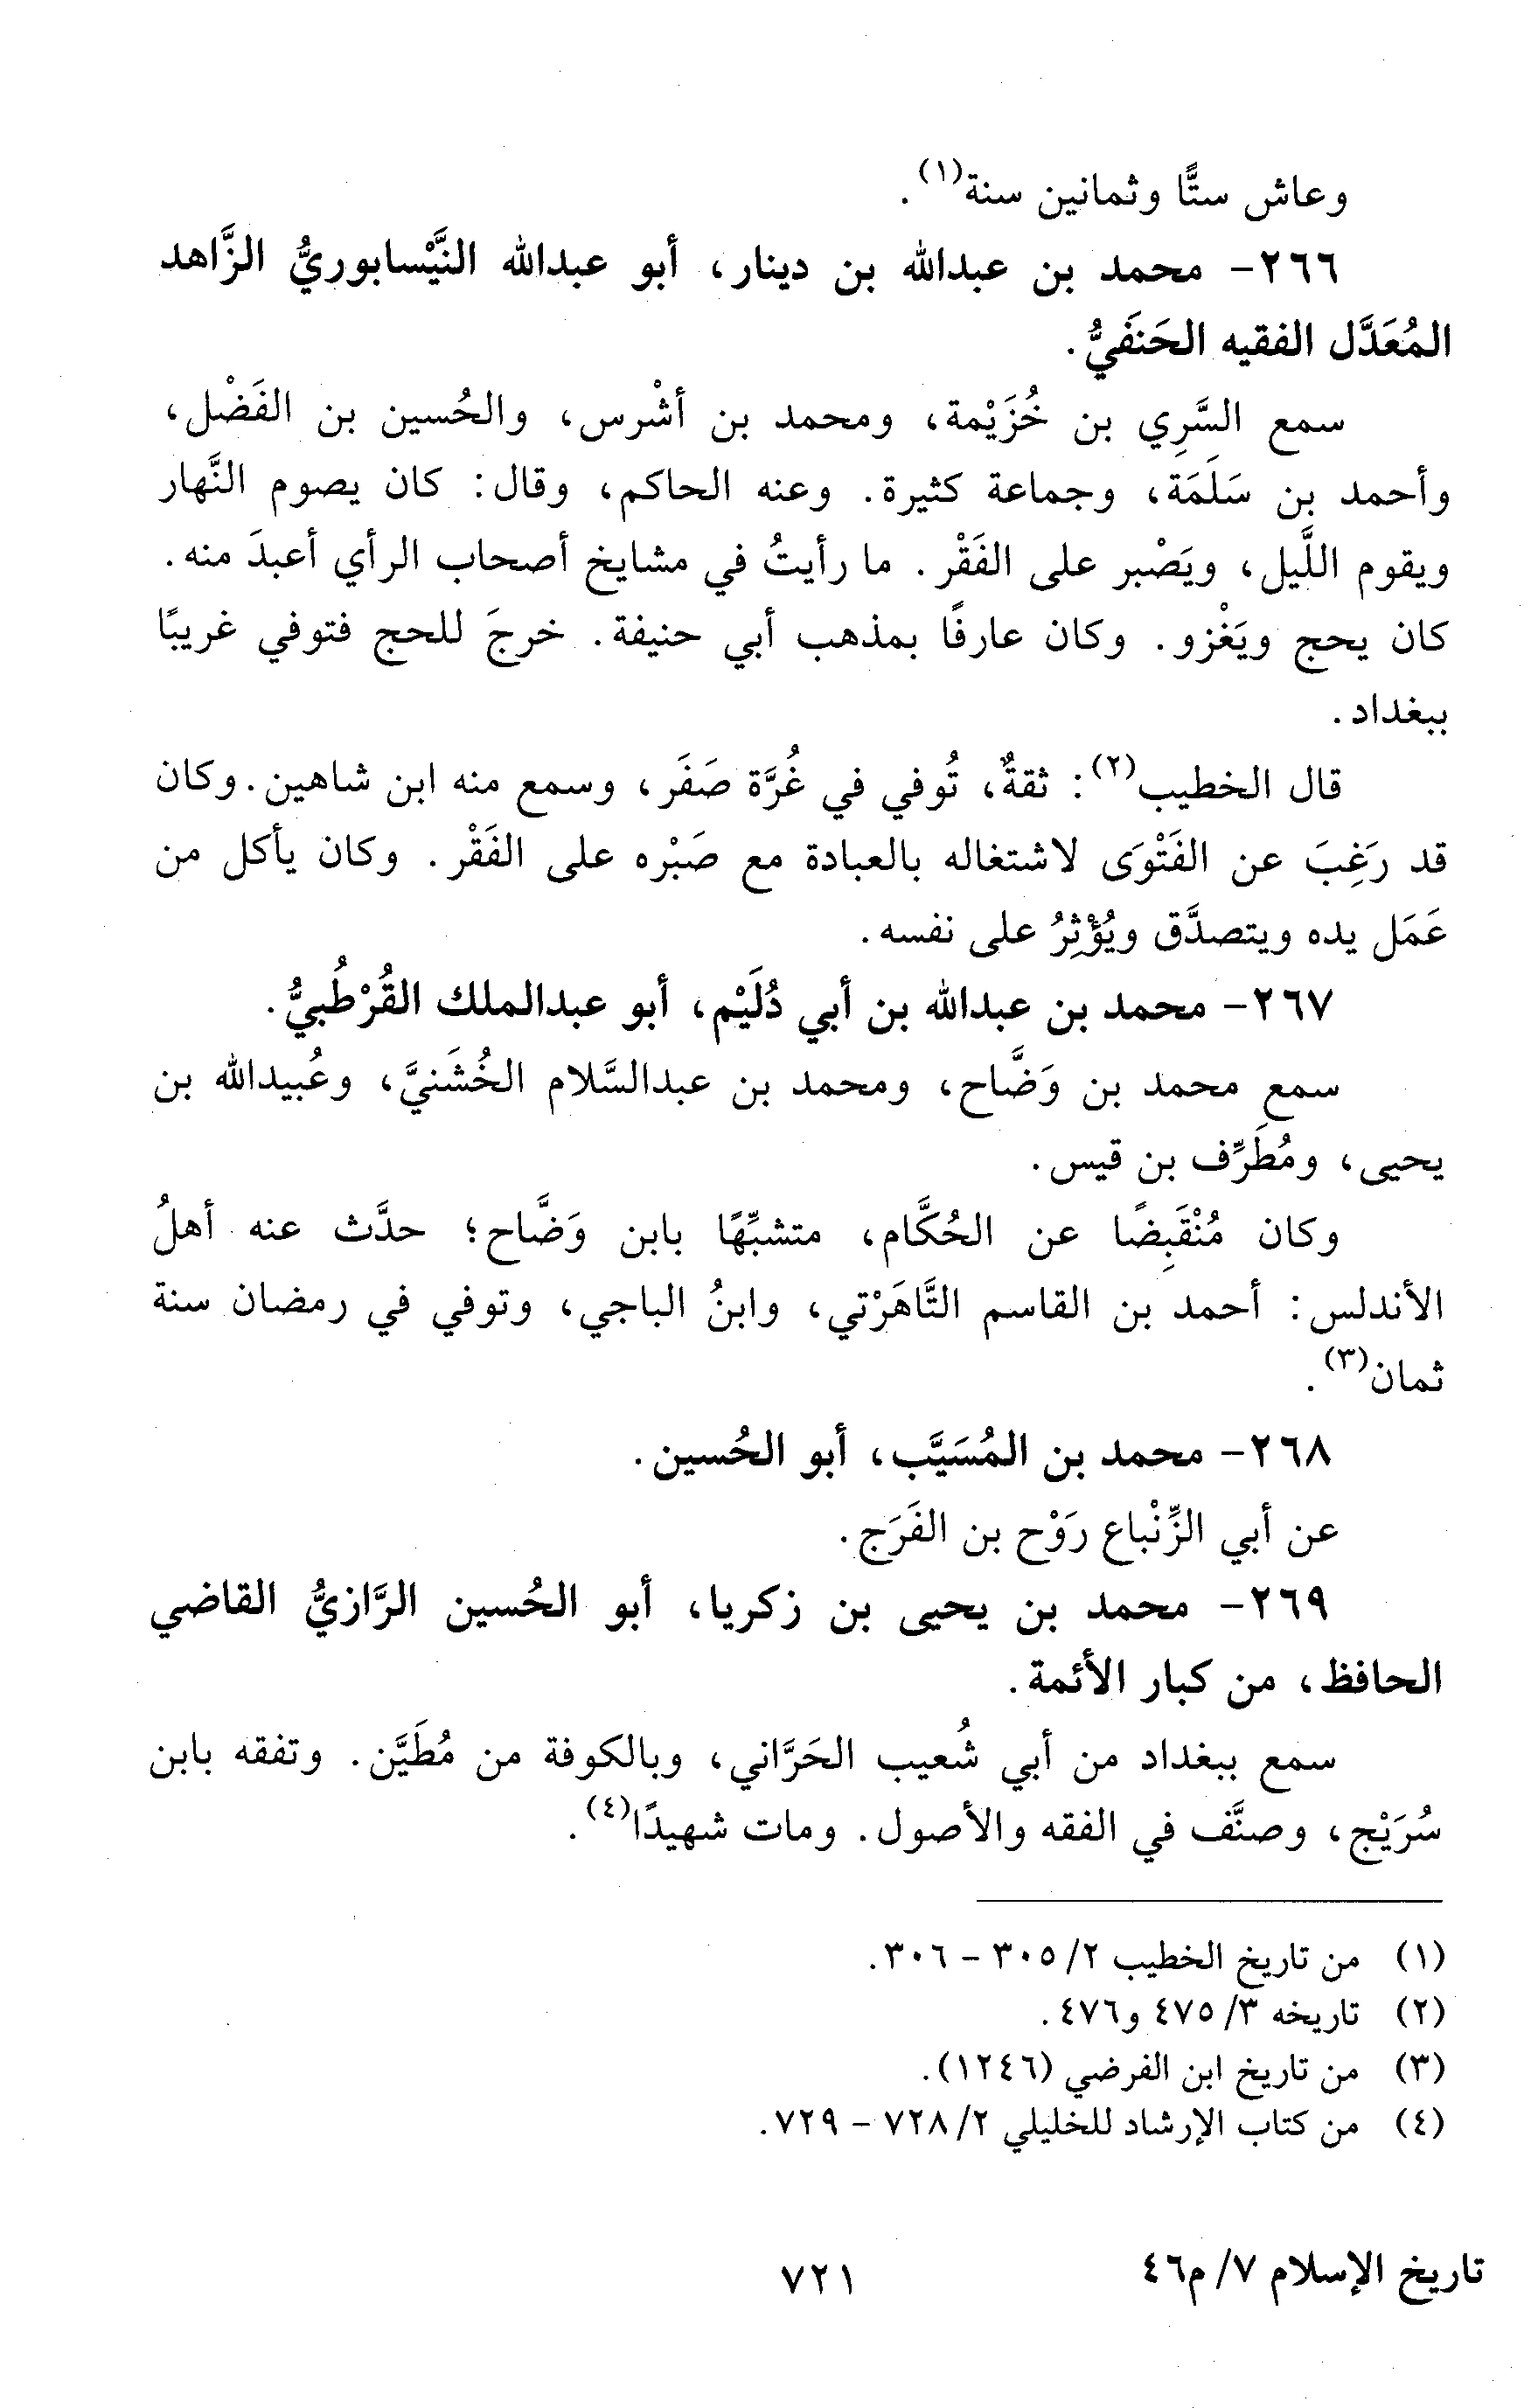 وعاش ستًّا وثمانين سنة(١).
٢٦٦- محمد بن عبدالله بن دينار، أبو عبدالله النَّيْسابوريُّ الزَّاهد
المُعَدَّل الفقيه الحَنَفيُّ.
سمع السَّرِي بن خُزَيْمة، ومحمد بن أشْرس، والحُسين بن الفَضْل،
وأحمد بن سَلَمَة، وجماعة كثيرة. وعنه الحاكم، وقال: كان يصوم النَّهار
ويقوم اللَّيل، ويَصْبر على الفَقْر. ما رأيتُ في مشايخ أصحاب الرأي أعبدَ منه.
كان يحج ويَغْزو. وكان عارفًا بمذهب أبي حنيفة. خرجَ للحج فتوفي غريبًا
ببغداد.
قال الخطيب(٢): ثقةٌ، تُوفي في غُرَّة صَفَر، وسمع منه ابن شاهين. وكان
قد رَغِبَ عن الفَتْوَى لاشتغاله بالعبادة مع صَبْره على الفَقْر. وكان يأكل من
عَمَل يده ويتصدَّق ويُؤْثِرُ على نفسه.
٢٦٧- محمد بن عبدالله بن أبي دُلَيْم، أبو عبدالملك القُرْطُبيُّ.
سمع محمد بن وَضَّاح، ومحمد بن عبدالسَّلام الخُشَنيَّ، وعُبيدالله بن
يحيى، ومُطَرِّف بن قيس.
وكان مُنْقَبِضًا عن الحُكَّام، متشبِّهًا بابن وَضَّاح؛ حدَّث عنه أهلُ
الأندلس: أحمد بن القاسم التَّاهَرْتي، وابنُ الباجي، وتوفي في رمضان سنة
ثمان(٣).
٢٦٨- محمد بن المُسَيَّب، أبو الحُسين.
عن أبي الزِّنْباع رَوْح بن الفَرَج.
٢٦٩- محمد بن يحيى بن زكريا، أبو الحُسين الرَّازيُّ القاضي
الحافظ، من كبار الأئمة.
سمع ببغداد من أبي شُعيب الحَرَّاني، وبالكوفة من مُطَيَّن. وتفقه بابن
سُرَيْج، وصنَّف في الفقه والأصول. ومات شهيدًا(٤).
(١) من تاريخ الخطيب ٢/ ٣٠٥ - ٣٠٦.
(٢) تاريخه ٣/ ٤٧٥ و٤٧٦.
(٣) من تاريخ ابن الفرضي (١٢٤٦).
(٤) من كتاب الإرشاد للخليلي ٢/ ٧٢٨ - ٧٢٩.
تاريخ الإسلام ٧/ م٤٦
٧٢١